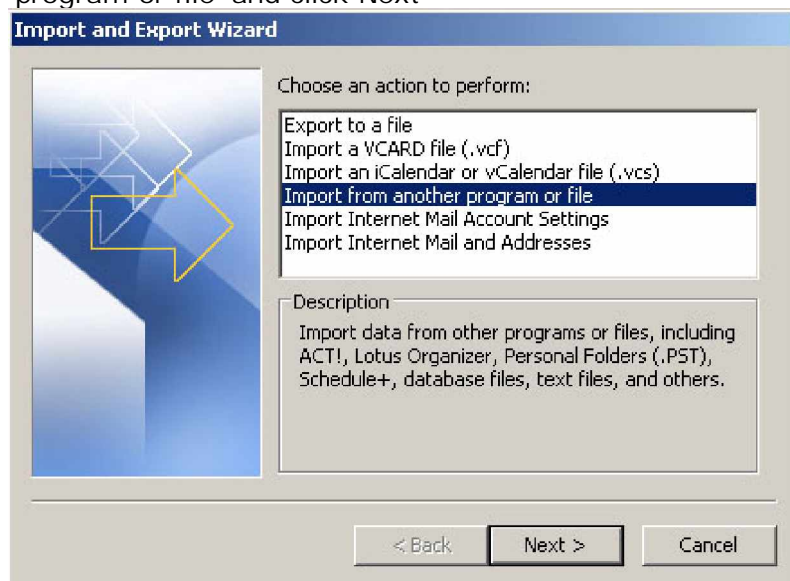 program or file' and click Next
Import and Export Wizard
Choose an action to perform:
Export to a file
Import a VCARD file (.vcf)
Import an iCalendar or vCalendar file (.vcs)
Import from another program or file
Import Internet Mail Account Settings
Import Internet Mail and Addresses
Description
Import data from other programs or files, including
ACT!, Lotus Organizer, Personal Folders (.PST),
Schedule+, database files, text files, and others.
< Back
Next >
Cancel